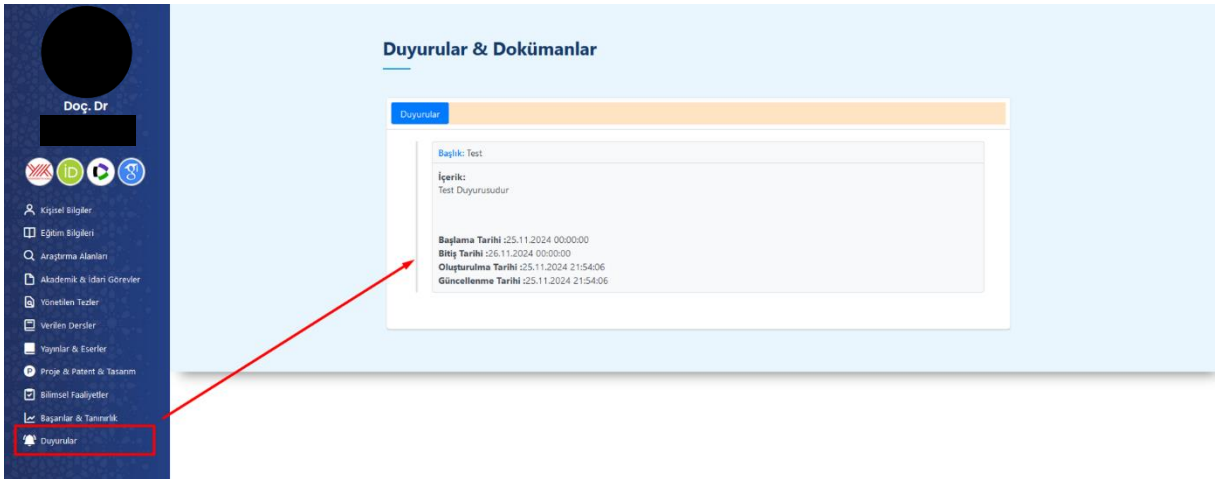 Doç. Dr
Kişisel Bilgiler
Eğitim Bilgileri
Araştırma Alanları
Akademik & İdari Görevler
Yönetilen Tezler
Verilen Dersler
Yayınlar & Eserler
Proje & Patent & Tasarım
Bilimsel Faaliyetler
Başarılar & Tanınırlık
Duyurular
Duyurular & Dokümanlar
Duyurular
Başlık: Test
İçerik:
Test Duyurusudur
Başlama Tarihi :25.11.2024 00:00:00
Bitiş Tarihi :26.11.2024 00:00:00
Oluşturulma Tarihi :25.11.2024 21:54:06
Güncellenme Tarihi :25.11.2024 21:54:06